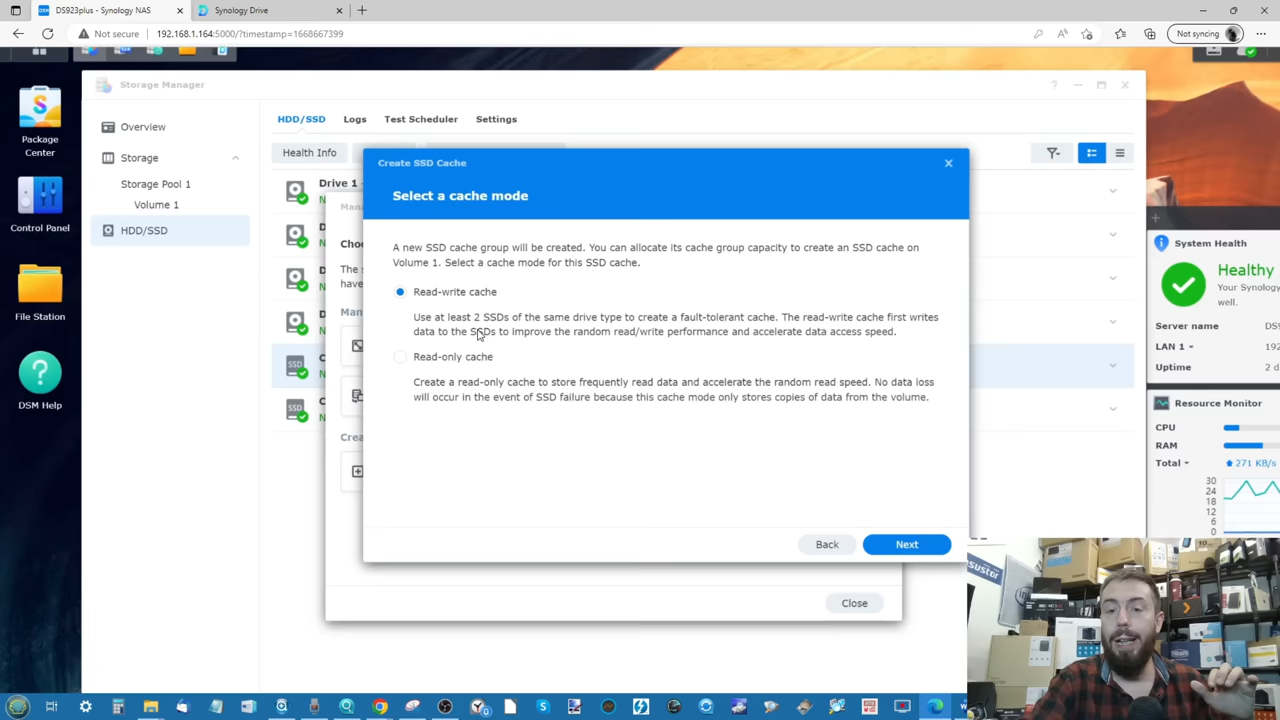 DS923plus - Synology NAS
Synology Drive
Not secure
192.168.1.164:5000/?timestamp=1668667399
Not syncing
Package
Center
Control Panel
File Station
DSM Help
Storage Manager
Overview
Storage
Storage Pool 1
Volume 1
HDD/SSD
HDD/SSD
Logs
Test Scheduler
Settings
Health Info
Drive 1
Create SSD Cache
Select a cache mode
A new SSD cache group will be created. You can allocate its cache group capacity to create an SSD cache on
Volume 1. Select a cache mode for this SSD cache.
Read-write cache
Use at least 2 SSDs of the same drive type to create a fault-tolerant cache. The read-write cache first writes
data to the SSDs to improve the random read/write performance and accelerate data access speed.
Read-only cache
Create a read-only cache to store frequently read data and accelerate the random read speed. No data loss
will occur in the event of SSD failure because this cache mode only stores copies of data from the volume.
Back
Next
Close
SSD
SSD
System Health
Healthy
Your Synology
well.
Server name
LAN 1
192
Uptime
2 d
Resource Monitor
CPU
RAM
Total
271 KB/s
30
24
18
12
6
0